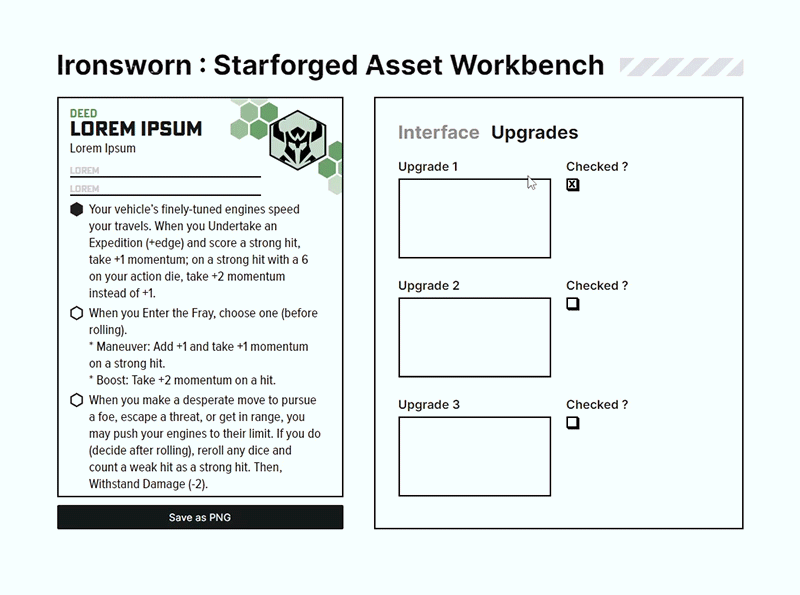 Ironsworn : Starforged Asset Workbench
DEED
LOREM IPSUM
Lorem Ipsum
LOREM
LOREM
Your vehicle's finely-tuned engines speed
your travels. When you Undertake an
Expedition (+edge) and score a strong hit,
take +1 momentum; on a strong hit with a 6
on your action die, take +2 momentum
instead of +1.
When you Enter the Fray, choose one (before
rolling).
* Maneuver: Add +1 and take +1 momentum
on a strong hit.
* Boost: Take +2 momentum on a hit.
When you make a desperate move to pursue
a foe, escape a threat, or get in range, you
may push your engines to their limit. If you do
(decide after rolling), reroll any dice and
count a weak hit as a strong hit. Then,
Withstand Damage (-2).
Save as PNG
Interface Upgrades
Upgrade 1 Checked ?
X
Upgrade 2 Checked ?
Upgrade 3 Checked ?